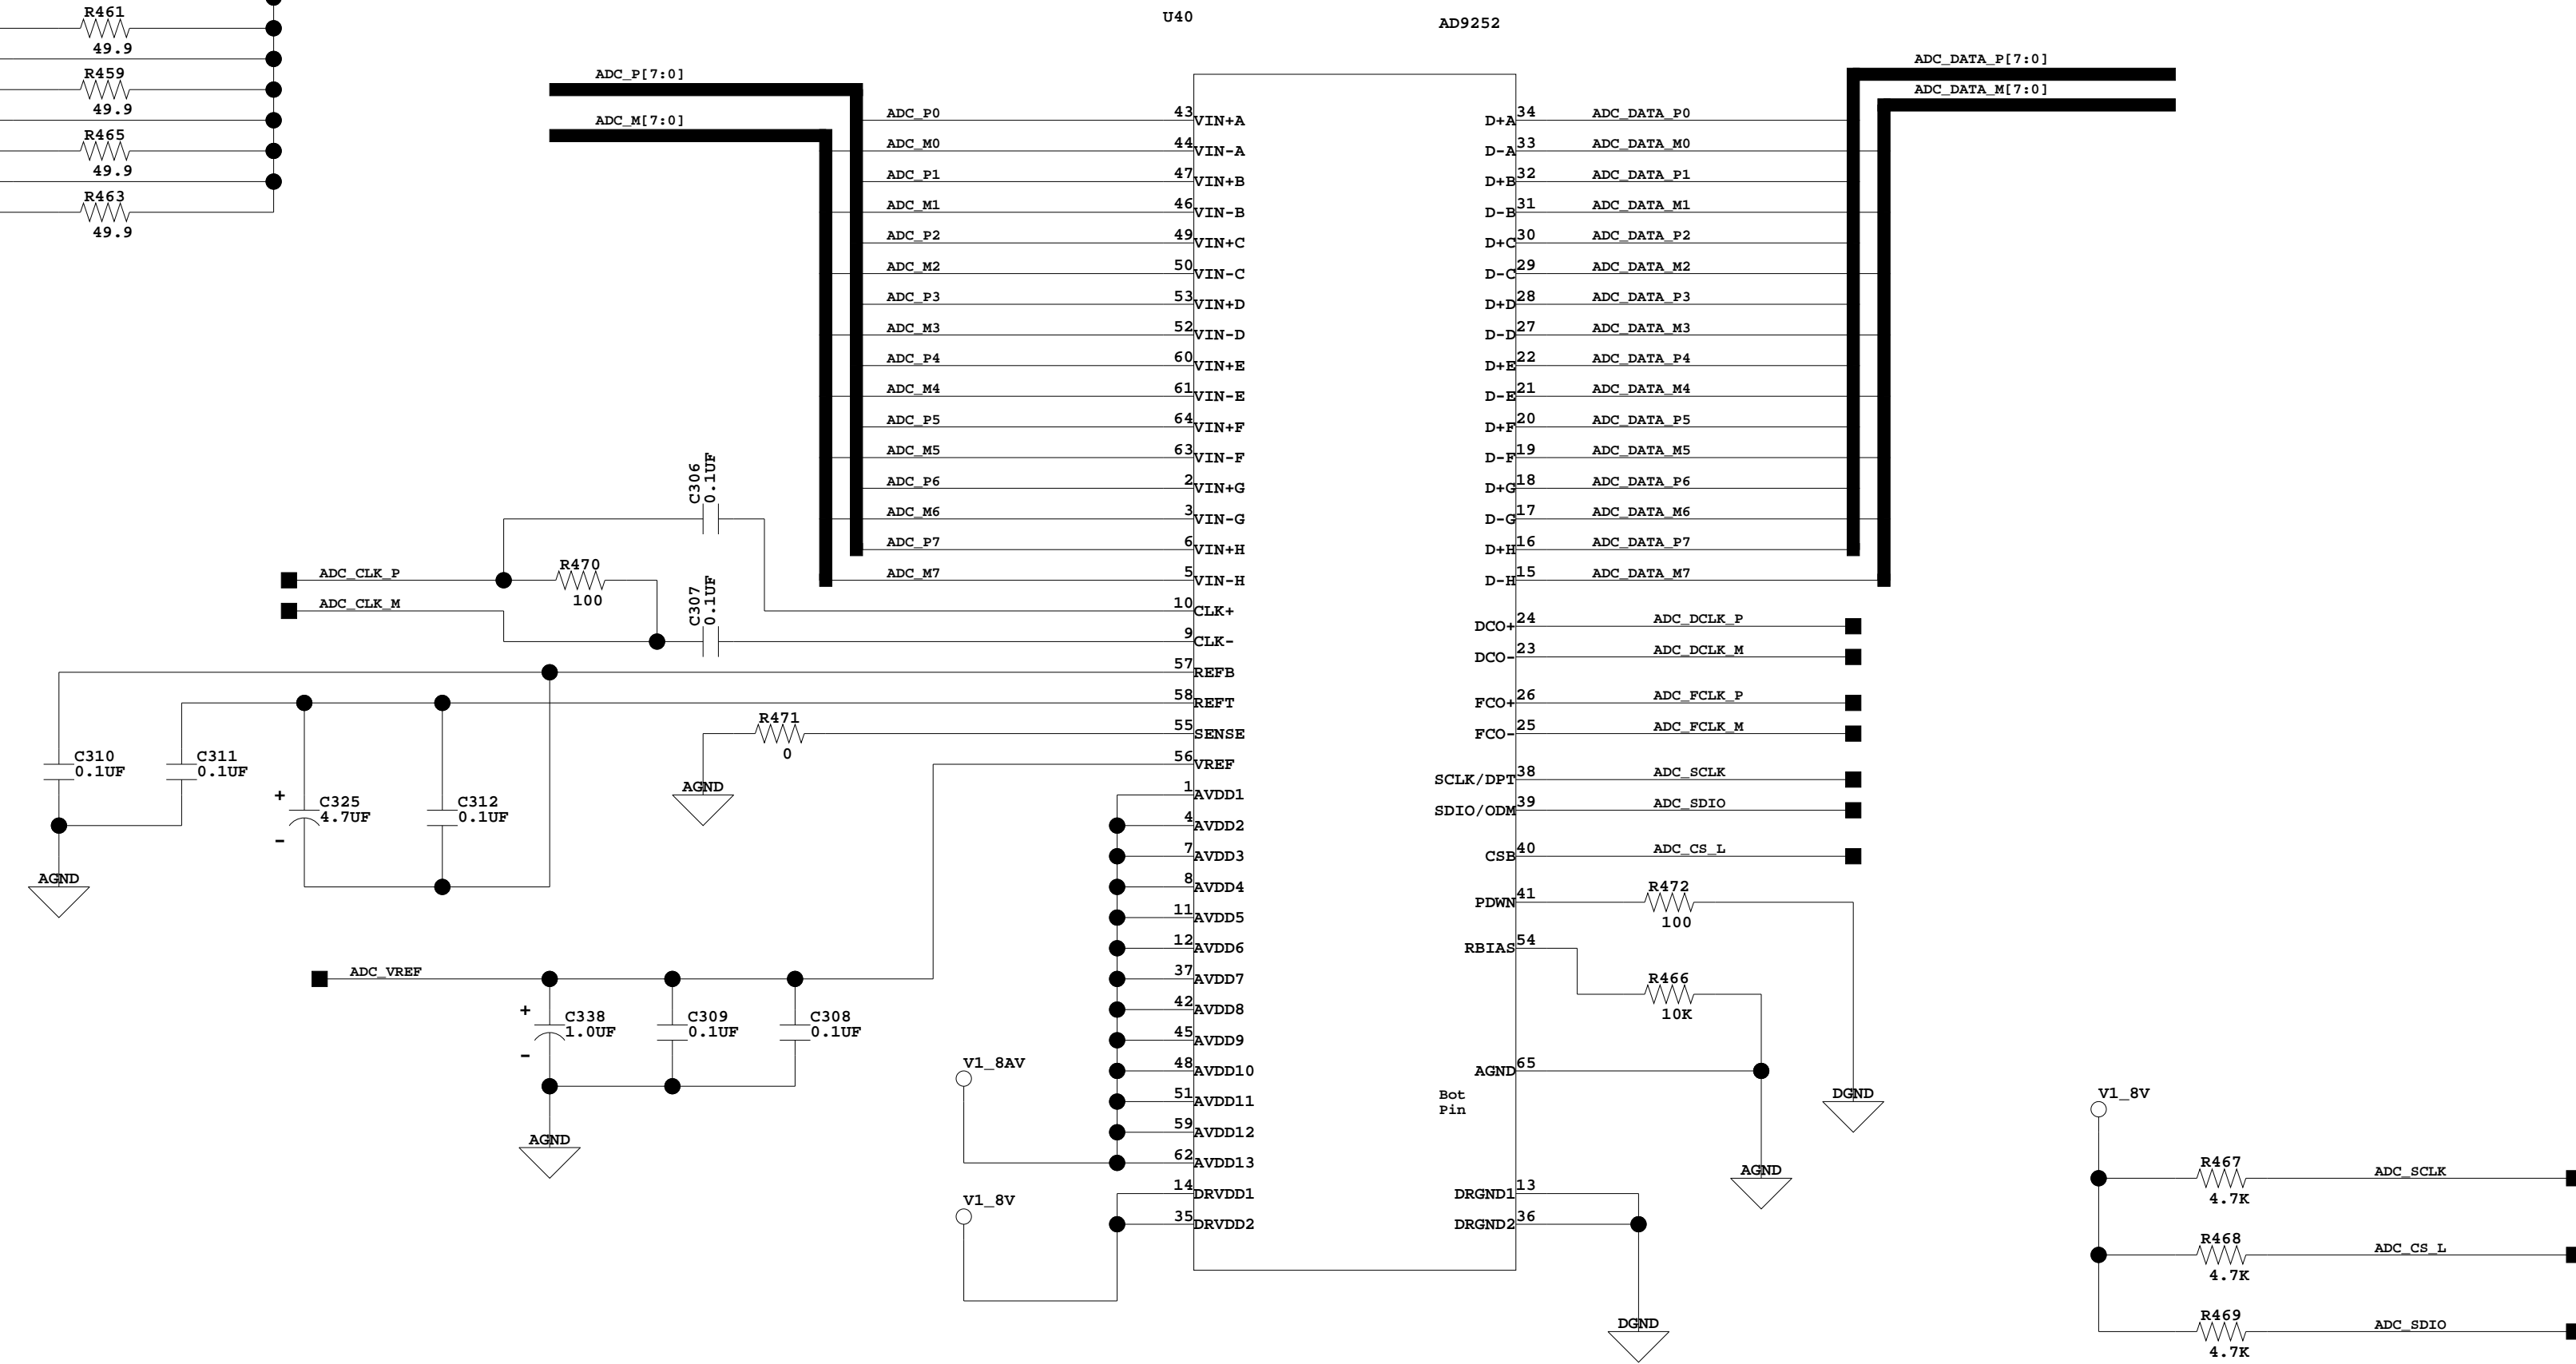 R461
49.9
R459
49.9
R465
49.9
R463
49.9
U40
AD9252
ADC_P[7:0]
ADC_M[7:0]
ADC_DATA_P[7:0]
ADC_DATA_M[7:0]
ADC_P0 43 VIN+A D+A 34 ADC_DATA_P0
ADC_M0 44 VIN-A D-A 33 ADC_DATA_M0
ADC_P1 47 VIN+B D+B 32 ADC_DATA_P1
ADC_M1 46 VIN-B D-B 31 ADC_DATA_M1
ADC_P2 49 VIN+C D+C 30 ADC_DATA_P2
ADC_M2 50 VIN-C D-C 29 ADC_DATA_M2
ADC_P3 53 VIN+D D+D 28 ADC_DATA_P3
ADC_M3 52 VIN-D D-D 27 ADC_DATA_M3
ADC_P4 60 VIN+E D+E 22 ADC_DATA_P4
ADC_M4 61 VIN-E D-E 21 ADC_DATA_M4
ADC_P5 64 VIN+F D+F 20 ADC_DATA_P5
ADC_M5 63 VIN-F D-F 19 ADC_DATA_M5
ADC_P6 2 VIN+G D+G 18 ADC_DATA_P6
ADC_M6 3 VIN-G D-G 17 ADC_DATA_M6
ADC_P7 6 VIN+H D+H 16 ADC_DATA_P7
ADC_M7 5 VIN-H D-H 15 ADC_DATA_M7
C306
0.1UF
ADC_CLK_P
R470
100
ADC_CLK_M
C307
0.1UF
10 CLK+
9 CLK-
57 REFB
58 REFT
55 SENSE
56 VREF
R471
0
AGND
C310
0.1UF
C311
0.1UF
+
C325
4.7UF
-
C312
0.1UF
AGND
ADC_VREF
+
C338
1.0UF
-
C309
0.1UF
C308
0.1UF
AGND
1 AVDD1
4 AVDD2
7 AVDD3
8 AVDD4
11 AVDD5
12 AVDD6
37 AVDD7
42 AVDD8
45 AVDD9
48 AVDD10
51 AVDD11
59 AVDD12
62 AVDD13
14 DRVDD1
35 DRVDD2
V1_8AV
V1_8V
DCO+ 24 ADC_DCLK_P
DCO- 23 ADC_DCLK_M
FCO+ 26 ADC_FCLK_P
FCO- 25 ADC_FCLK_M
SCLK/DPT 38 ADC_SCLK
SDIO/ODM 39 ADC_SDIO
CSB 40 ADC_CS_L
PDWN 41
R472
100
RBIAS 54
R466
10K
AGND 65
Bot
Pin
DGND
AGND
DRGND1 13
DRGND2 36
DGND
V1_8V
R467
4.7K
ADC_SCLK
R468
4.7K
ADC_CS_L
R469
4.7K
ADC_SDIO